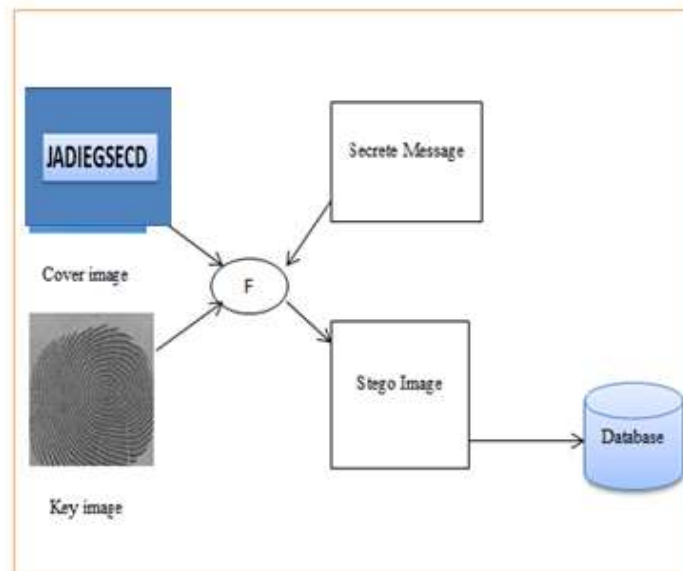 JADIEGSECD
Secrete Message
Cover image
F
Stego Image
Database
Key image